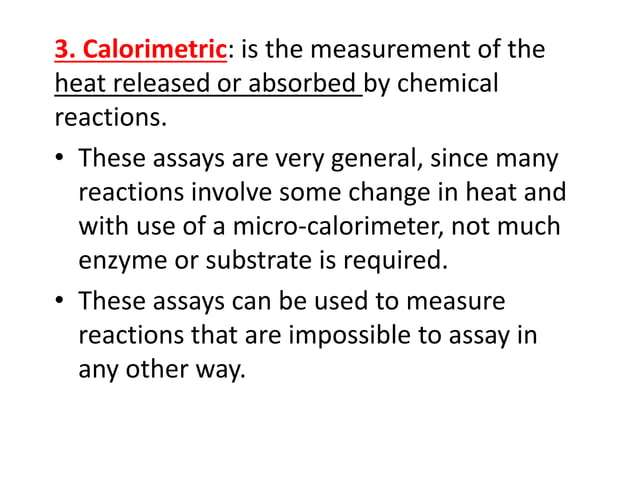 3. Calorimetric: is the measurement of the
heat released or absorbed by chemical
reactions.
• These assays are very general, since many
reactions involve some change in heat and
with use of a micro-calorimeter, not much
enzyme or substrate is required.
• These assays can be used to measure
reactions that are impossible to assay in
any other way.